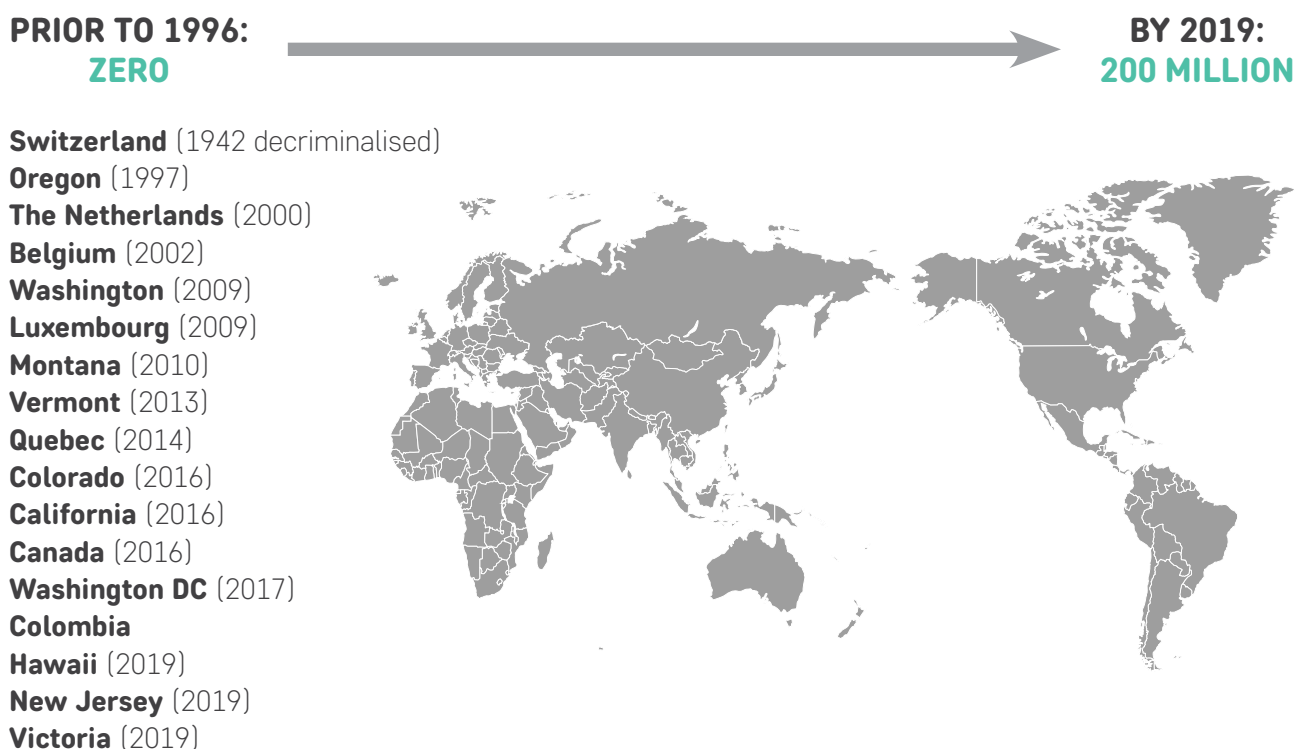 PRIOR TO 1996:
ZERO
BY 2019:
200 MILLION
Switzerland (1942 decriminalised)
Oregon (1997)
The Netherlands (2000)
Belgium (2002)
Washington (2009)
Luxembourg (2009)
Montana (2010)
Vermont (2013)
Quebec (2014)
Colorado (2016)
California (2016)
Canada (2016)
Washington DC (2017)
Colombia
Hawaii (2019)
New Jersey (2019)
Victoria (2019)